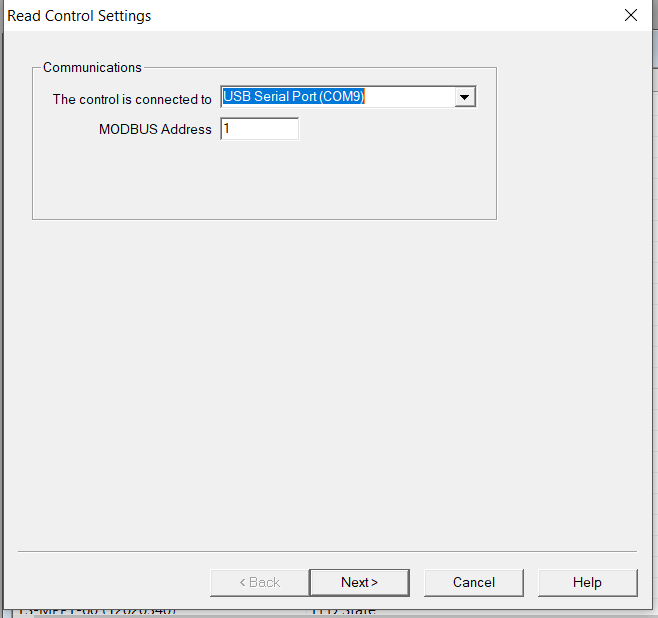 Read Control Settings
Communications
The control is connected to USB Serial Port (COM9)
MODBUS Address 1
< Back Next > Cancel Help